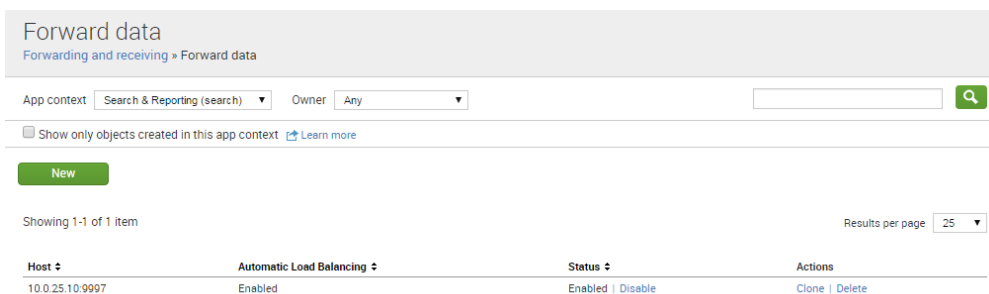 Forward data
Forwarding and receiving » Forward data
App context Search & Reporting (search) ▼ Owner Any ▼
Show only objects created in this app context Learn more
New
Showing 1-1 of 1 item
Results per page 25 ▼
Host Automatic Load Balancing Status Actions
10.0.25.10:9997 Enabled Enabled | Disable Clone | Delete